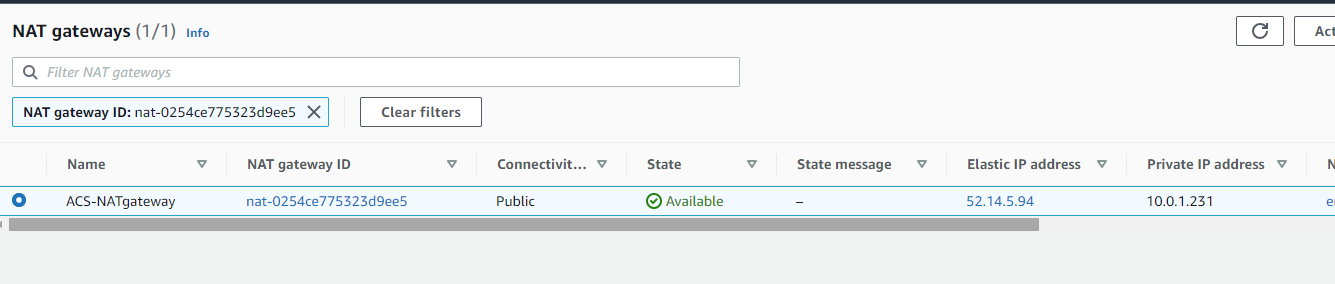 NAT gateways (1/1) Info
Act
Filter NAT gateways
NAT gateway ID: nat-0254ce775323d9ee5
Clear filters
Name NAT gateway ID Connectivit... State State message Elastic IP address Private IP address N
ACS-NATgateway nat-0254ce775323d9ee5 Public Available – 52.14.5.94 10.0.1.231 e